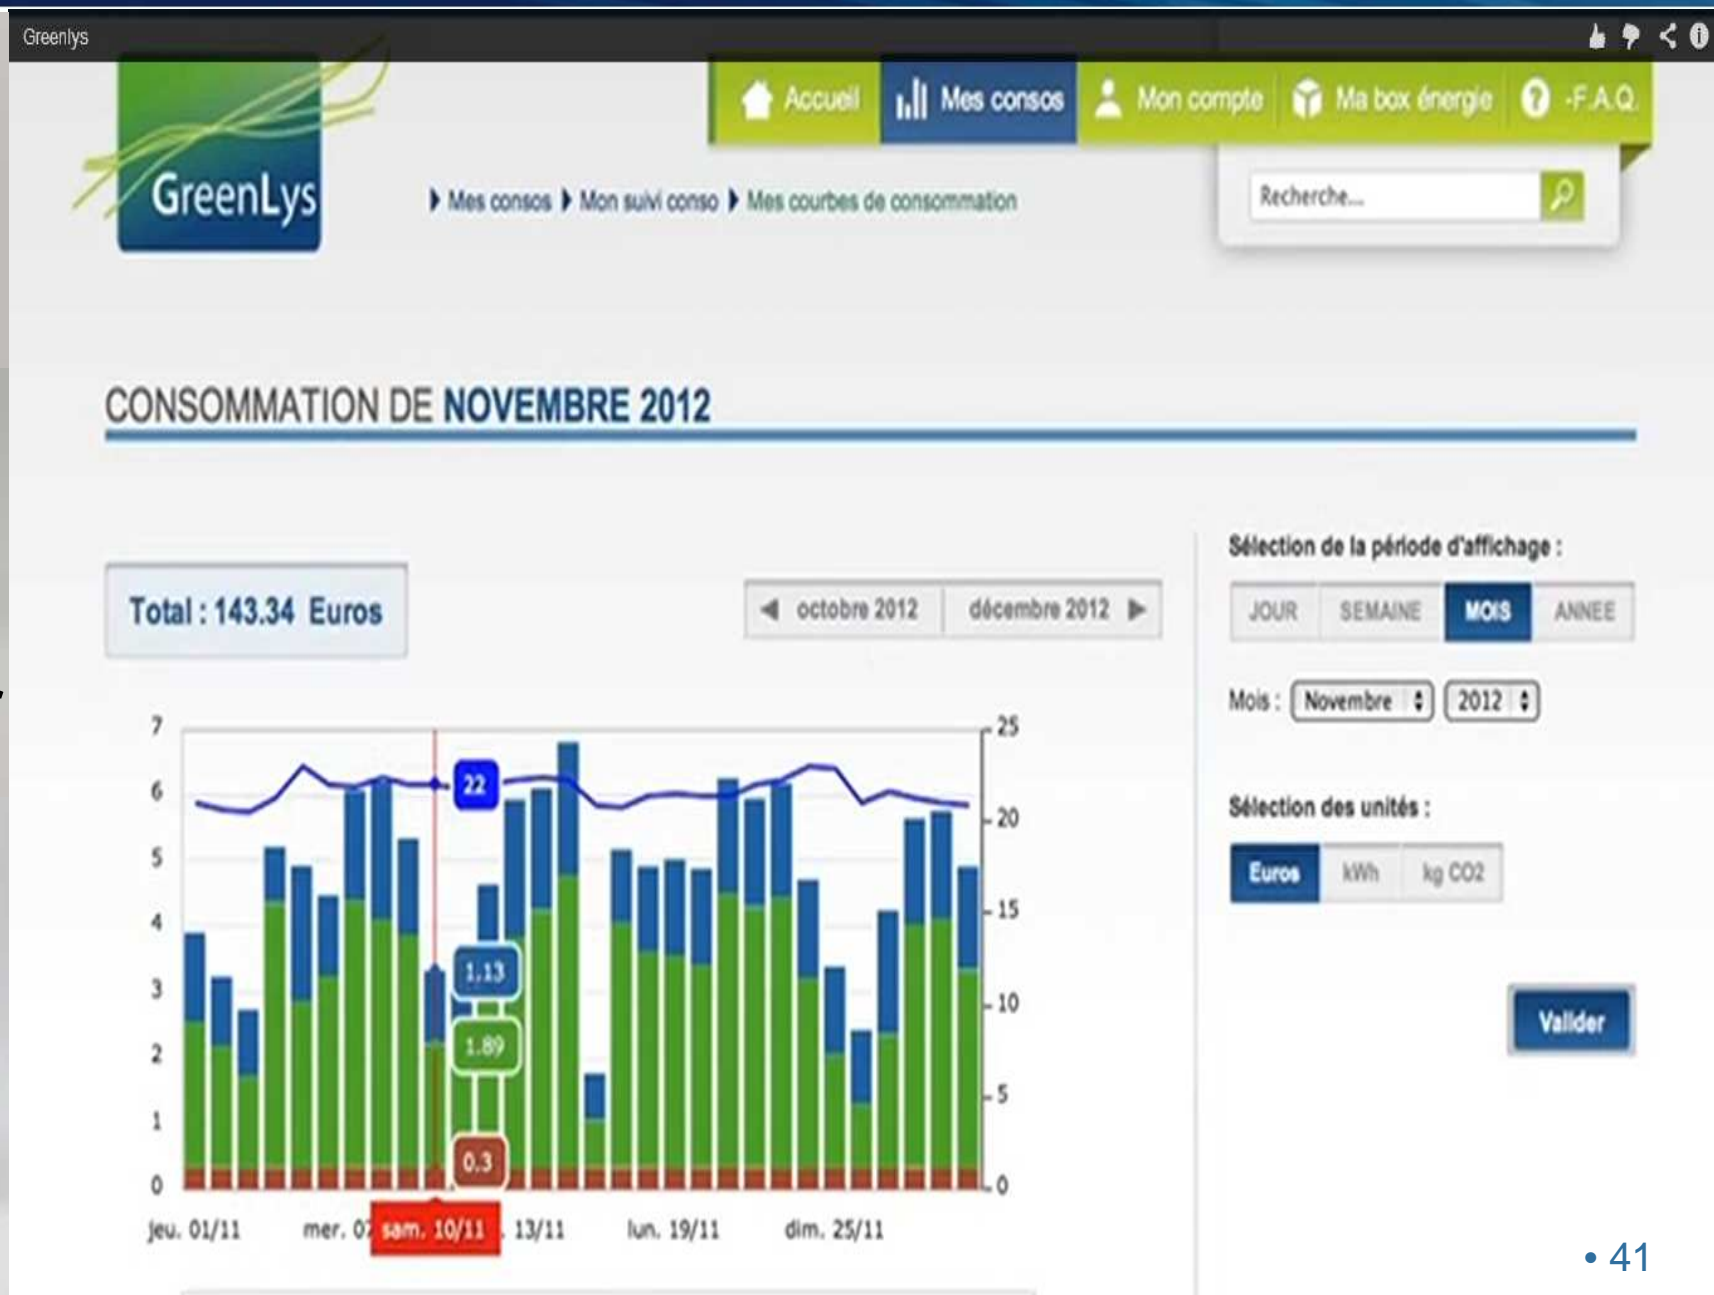 Greenlys
Accueil Mes consos Mon compte Ma box énergie -F.A.Q.
GreenLys
Mes consos Mon suivi conso Mes courbes de consommation
Recherche...
CONSOMMATION DE NOVEMBRE 2012
Total : 143.34 Euros
octobre 2012 décembre 2012
Sélection de la période d'affichage :
JOUR SEMAINE MOIS ANNEE
Mois : Novembre 2012
Sélection des unités :
Euros kWh kg CO2
Valider
7
6
5
4
3
2
1
0
22
1.13
1.89
0.3
25
20
15
10
5
0
jeu. 01/11 mer. 07 sam. 10/11 . 13/11 lun. 19/11 dim. 25/11
• 41